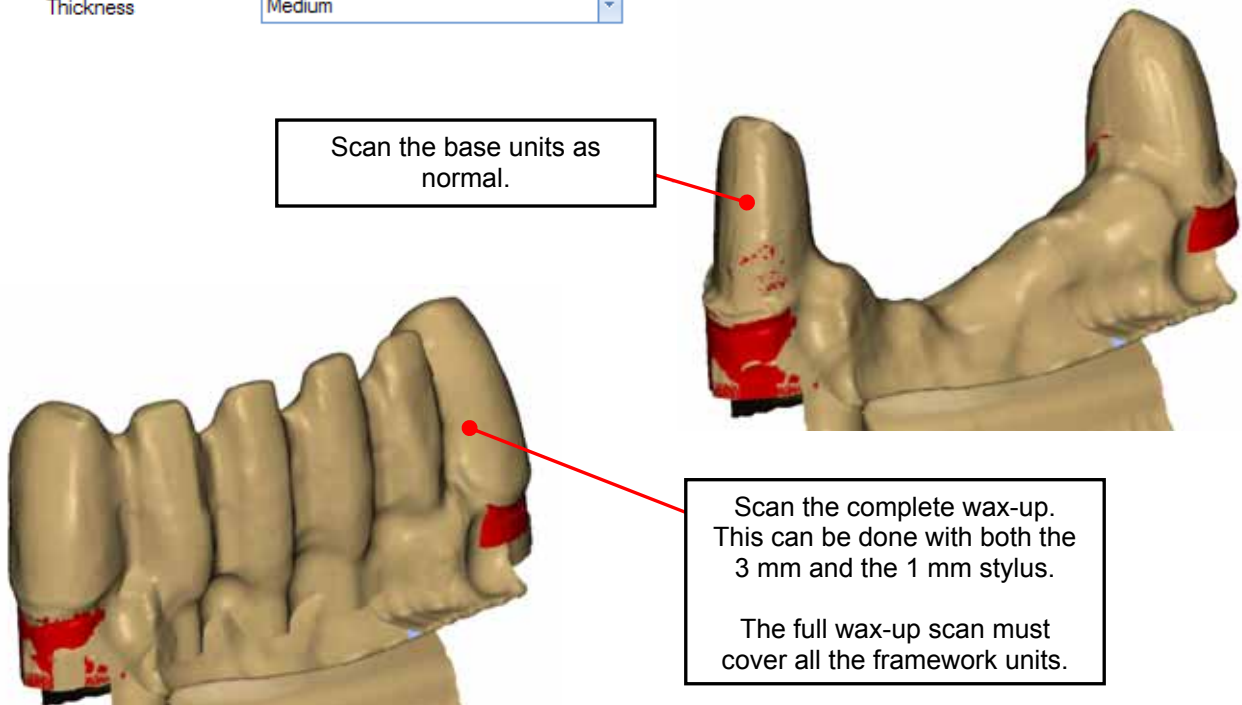 Thickness Medium
Scan the base units as
normal.
Scan the complete wax-up.
This can be done with both the
3 mm and the 1 mm stylus.
The full wax-up scan must
cover all the framework units.